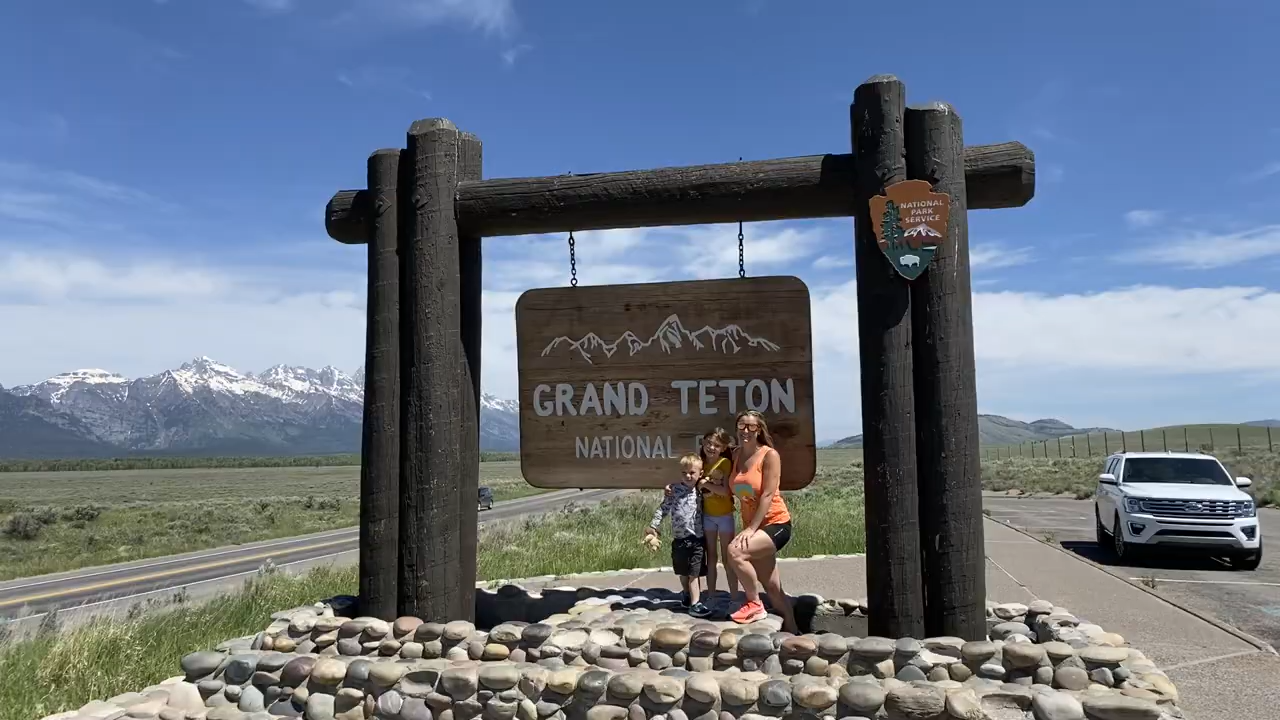 NATIONAL
PARK
SERVICE
GRAND TETON
NATIONAL